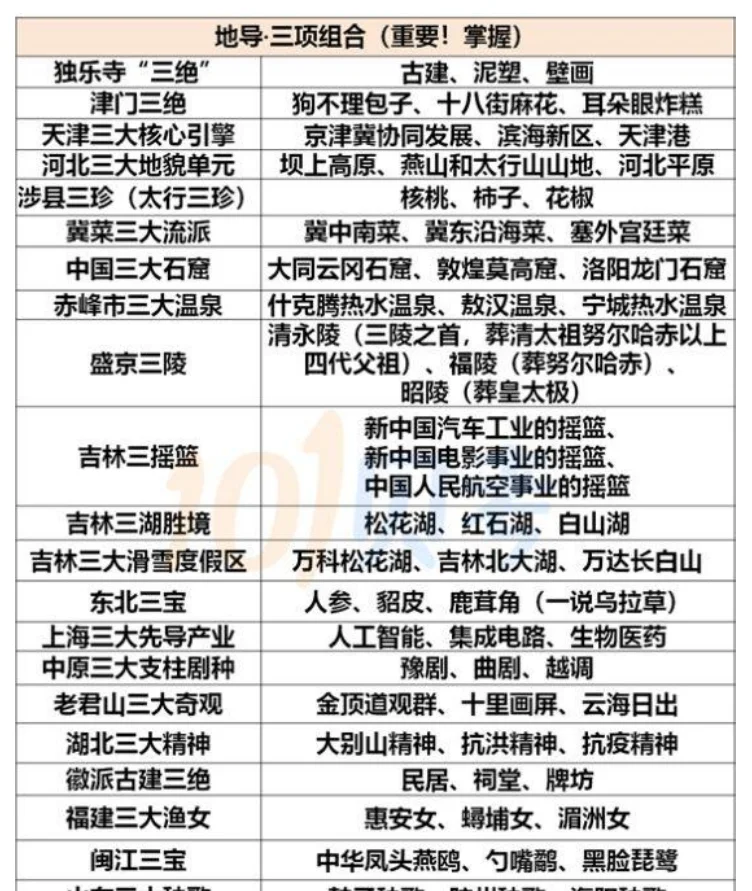 地导·三项组合（重要！掌握）
独乐寺“三绝” 古建、泥塑、壁画
津门三绝 狗不理包子、十八街麻花、耳朵眼炸糕
天津三大核心引擎 京津冀协同发展、滨海新区、天津港
河北三大地貌单元 坝上高原、燕山和太行山山地、河北平原
涉县三珍（太行三珍） 核桃、柿子、花椒
冀菜三大流派 冀中南菜、冀东沿海菜、塞外宫廷菜
中国三大石窟 大同云冈石窟、敦煌莫高窟、洛阳龙门石窟
赤峰市三大温泉 什克腾热水温泉、敖汉温泉、宁城热水温泉
盛京三陵 清永陵（三陵之首，葬清太祖努尔哈赤以上
四代父祖）、福陵（葬努尔哈赤）、
昭陵（葬皇太极）
吉林三摇篮 新中国汽车工业的摇篮、
新中国电影事业的摇篮、
中国人民航空事业的摇篮
吉林三湖胜境 松花湖、红石湖、白山湖
吉林三大滑雪度假区 万科松花湖、吉林北大湖、万达长白山
东北三宝 人参、貂皮、鹿茸角（一说乌拉草）
上海三大先导产业 人工智能、集成电路、生物医药
中原三大支柱剧种 豫剧、曲剧、越调
老君山三大奇观 金顶道观群、十里画屏、云海日出
湖北三大精神 大别山精神、抗洪精神、抗疫精神
徽派古建三绝 民居、祠堂、牌坊
福建三大渔女 惠安女、蟳埔女、湄洲女
闽江三宝 中华凤头燕鸥、勺嘴鹬、黑脸琵鹭
101